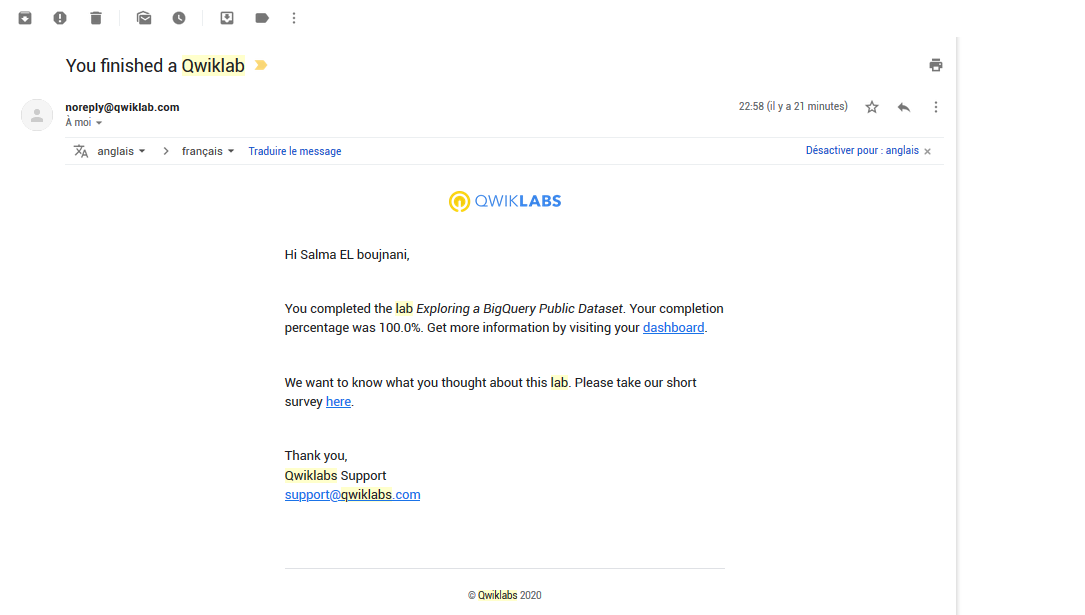 You finished a Qwiklab
noreply@qwiklab.com
22:58 (il y a 21 minutes)
À moi
anglais
français
Traduire le message
Désactiver pour : anglais
QWIKLABS
Hi Salma EL boujnani,
You completed the lab Exploring a BigQuery Public Dataset. Your completion
percentage was 100.0%. Get more information by visiting your dashboard.
We want to know what you thought about this lab. Please take our short
survey here.
Thank you,
Qwiklabs Support
support@qwiklabs.com
© Qwiklabs 2020